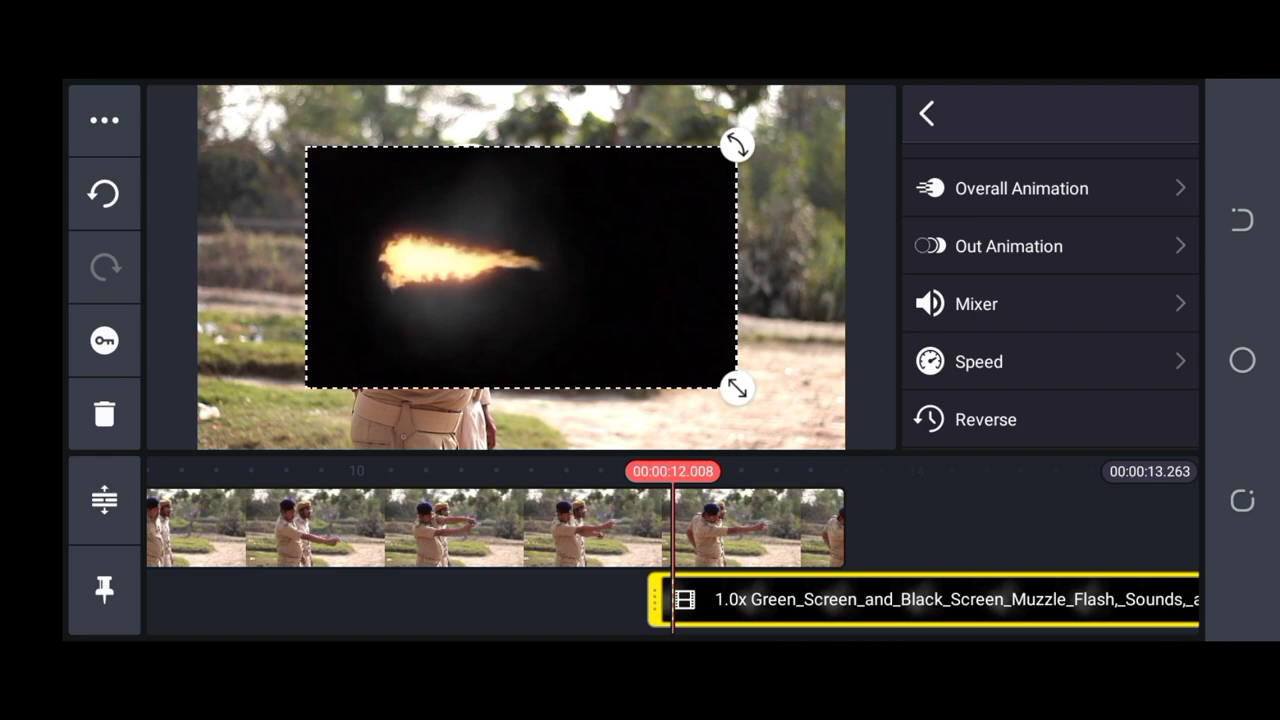 Overall Animation
Out Animation
Mixer
Speed
Reverse
10
00:00:12.008
14
00:00:13.263
1.0x Green_Screen_and_Black_Screen_Muzzle_Flash,_Sounds,_a